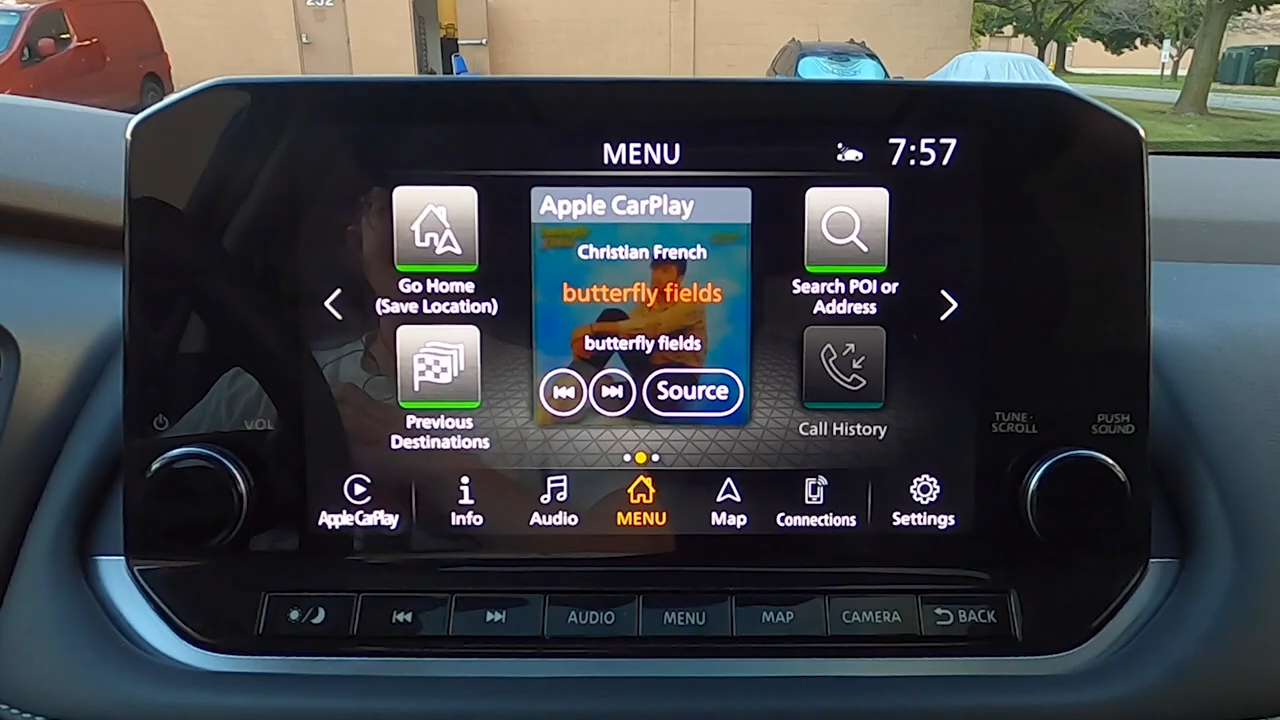 232
MENU
7:57
Go Home
(Save Location)
Apple CarPlay
Christian French
butterfly fields
butterfly fields
Source
Search POI or
Address
Previous
Destinations
Call History
VOL
TUNE·
SCROLL
PUSH
SOUND
Apple CarPlay
Info
Audio
MENU
Map
Connections
Settings
AUDIO
MENU
MAP
CAMERA
BACK